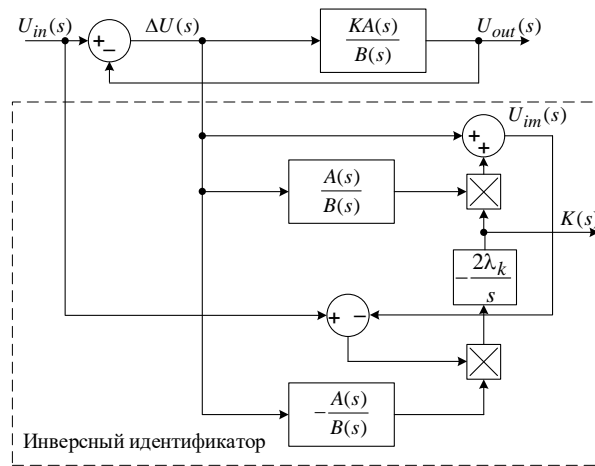 U_in(s)
+
−
ΔU(s)
KA(s)
B(s)
U_out(s)
+
+
U_im(s)
A(s)
B(s)
K(s)
−2λ_k
s
+
−
−A(s)
B(s)
Инверсный идентификатор